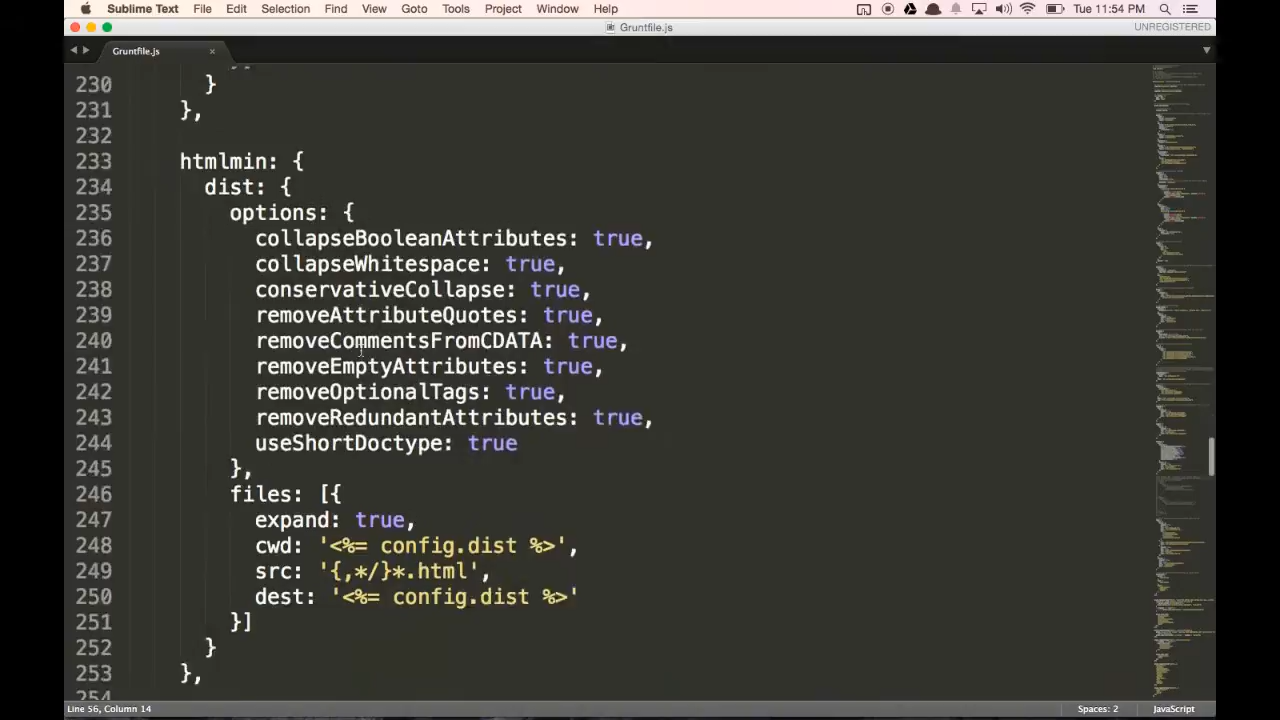 Sublime Text File Edit Selection Find View Goto Tools Project Window Help Tue 11:54 PM
Gruntfile.js UNREGISTERED
Gruntfile.js
230 }
231 },
232
233 htmlmin: {
234 dist: {
235 options: {
236 collapseBooleanAttributes: true,
237 collapseWhitespace: true,
238 conservativeCollapse: true,
239 removeAttributeQuotes: true,
240 removeCommentsFromCDATA: true,
241 removeEmptyAttributes: true,
242 removeOptionalTags: true,
243 removeRedundantAttributes: true,
244 useShortDoctype: true
245 },
246 files: [{
247 expand: true,
248 cwd: '<%= config.dist %>',
249 src: '{,*/}*.html',
250 dest: '<%= config.dist %>'
251 }]
252 }
253 },
254
Line 56, Column 14 Spaces: 2 JavaScript